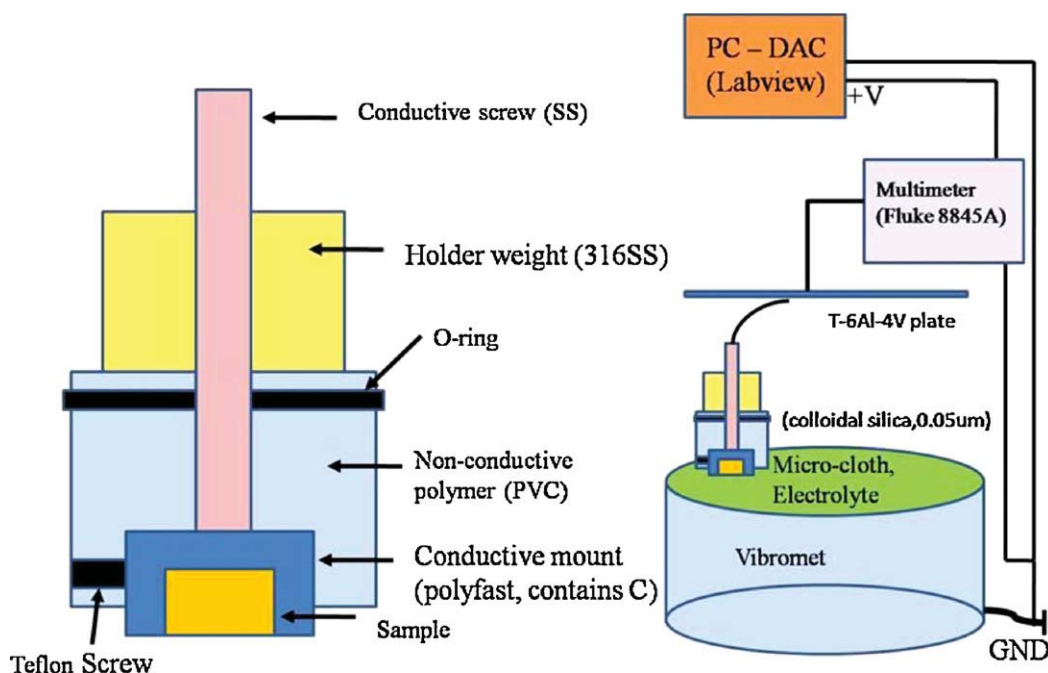 Conductive screw (SS)
Holder weight (316SS)
O-ring
Non-conductive
polymer (PVC)
Conductive mount
(polyfast, contains C)
Sample
Teflon Screw
PC – DAC
(Labview)
+V
Multimeter
(Fluke 8845A)
T-6Al-4V plate
(colloidal silica,0.05um)
Micro-cloth,
Electrolyte
Vibromet
GND